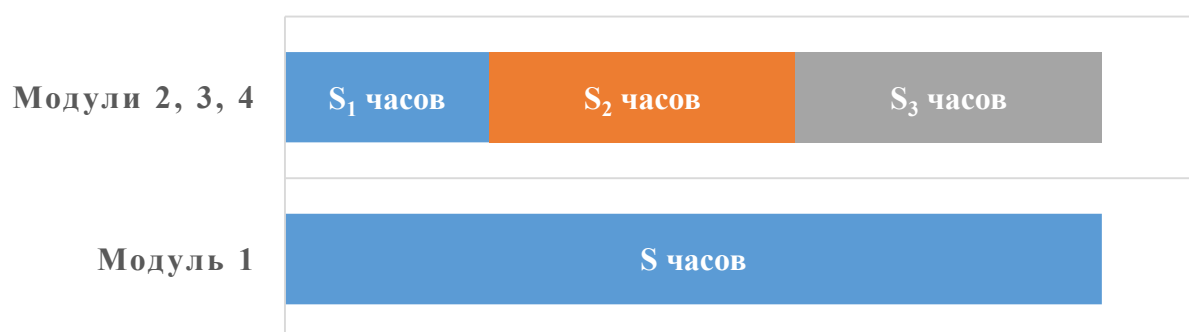 Модули 2, 3, 4
S₁ часов S₂ часов S₃ часов
Модуль 1
S часов